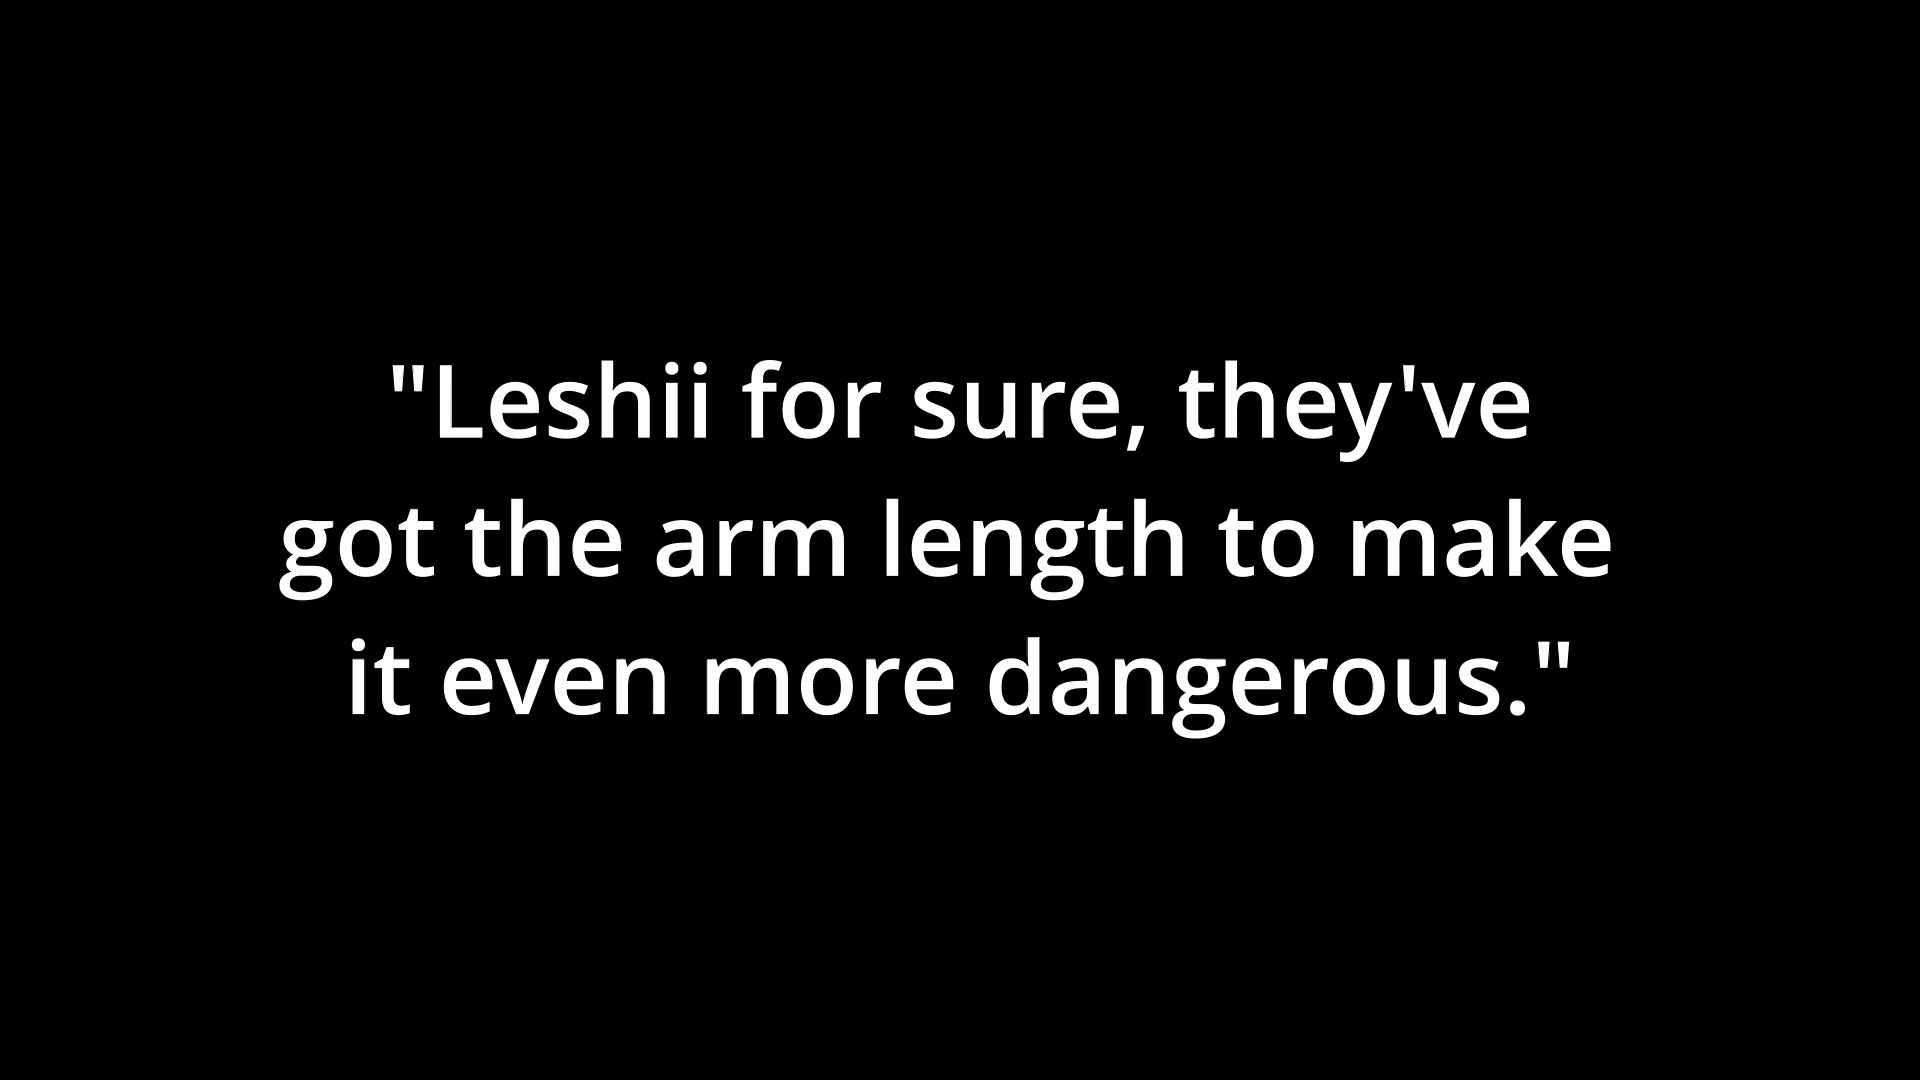 "Leshii for sure, they've
got the arm length to make
it even more dangerous."